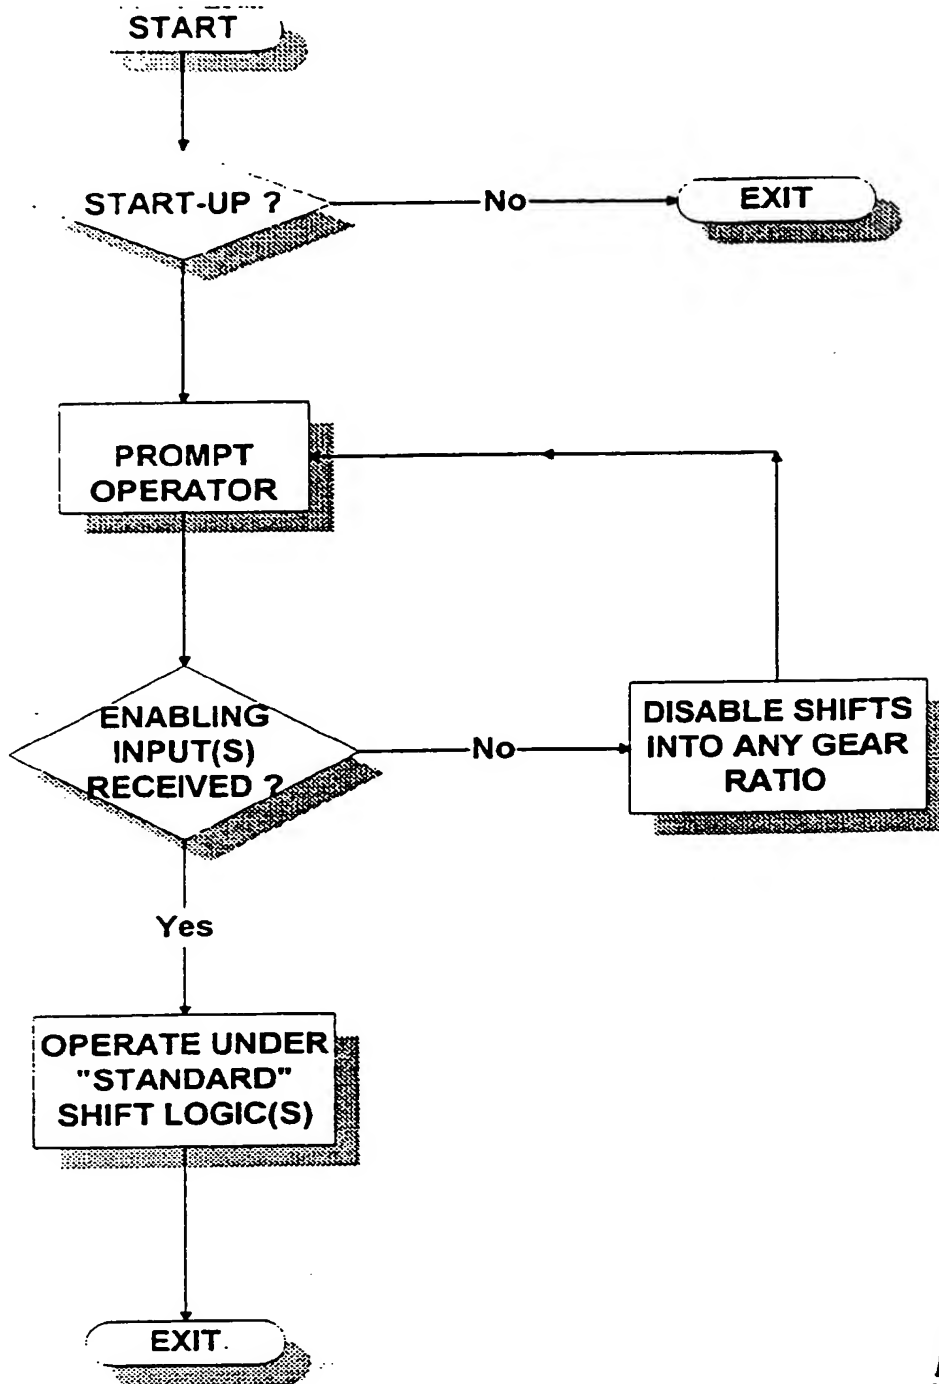 START
START-UP ?
No
EXIT
PROMPT
OPERATOR
ENABLING
INPUT(S)
RECEIVED ?
No
DISABLE SHIFTS
INTO ANY GEAR
RATIO
Yes
OPERATE UNDER
"STANDARD"
SHIFT LOGIC(S)
EXIT